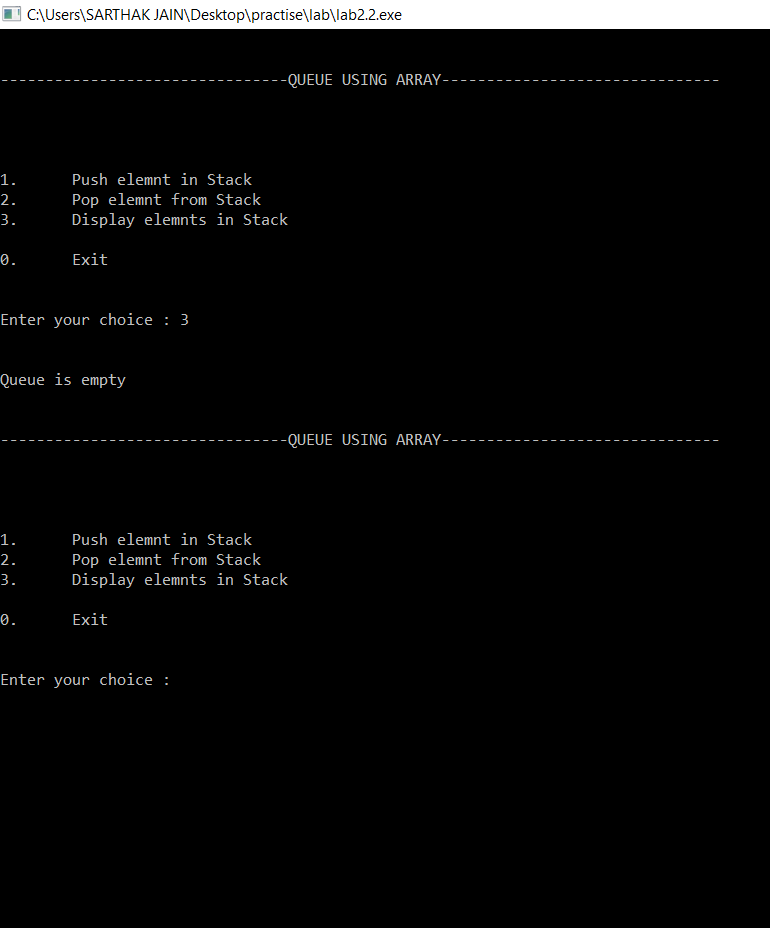 C:\Users\SARTHAK JAIN\Desktop\practise\lab\lab2.2.exe
--------------------------------QUEUE USING ARRAY-------------------------------
1. Push elemnt in Stack
2. Pop elemnt from Stack
3. Display elemnts in Stack
0. Exit
Enter your choice : 3
Queue is empty
--------------------------------QUEUE USING ARRAY-------------------------------
1. Push elemnt in Stack
2. Pop elemnt from Stack
3. Display elemnts in Stack
0. Exit
Enter your choice :